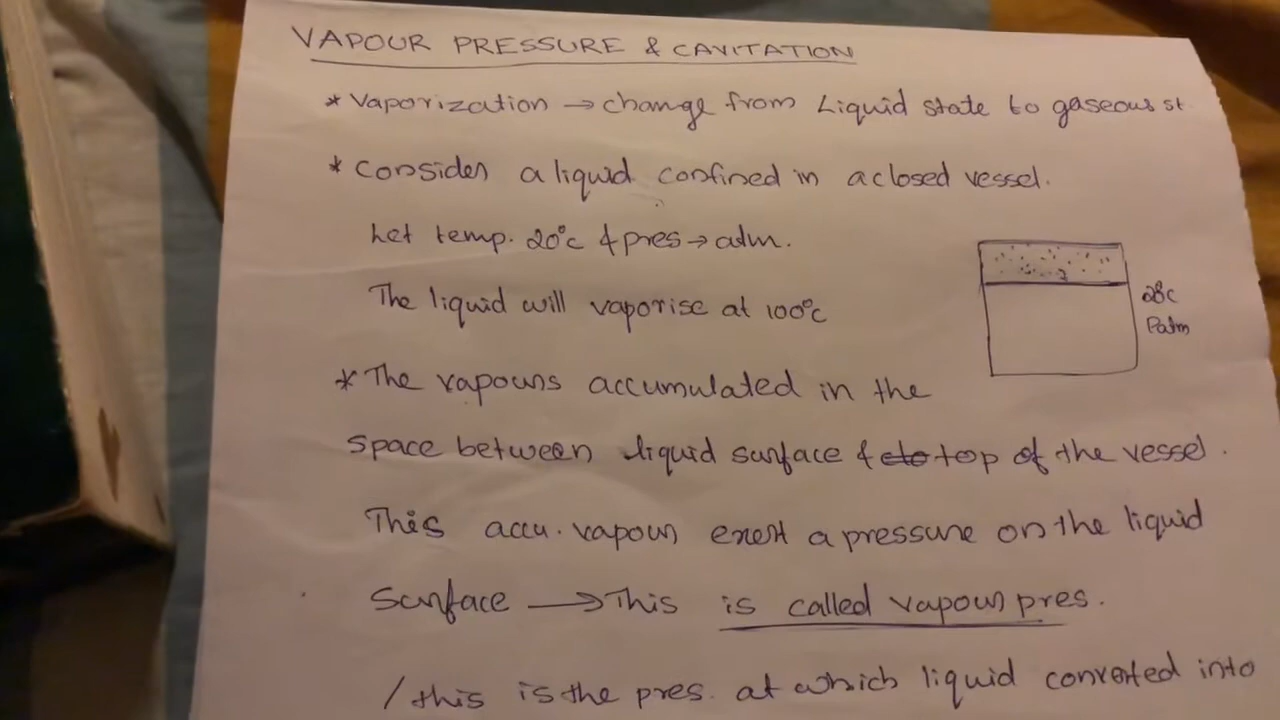 VAPOUR PRESSURE & CAVITATION
* Vaporization → change from Liquid state to gaseous st
* Consider a liquid confined in a closed vessel.
Let temp. 20°c & pres → atm.
The liquid will vaporise at 100°c
20°c
Patm
* The vapours accumulated in the
space between liquid surface & top of the vessel.
This accu. vapour exert a pressure on the liquid
Surface → This is called vapour pres.
/ this is the pres. at which liquid converted into